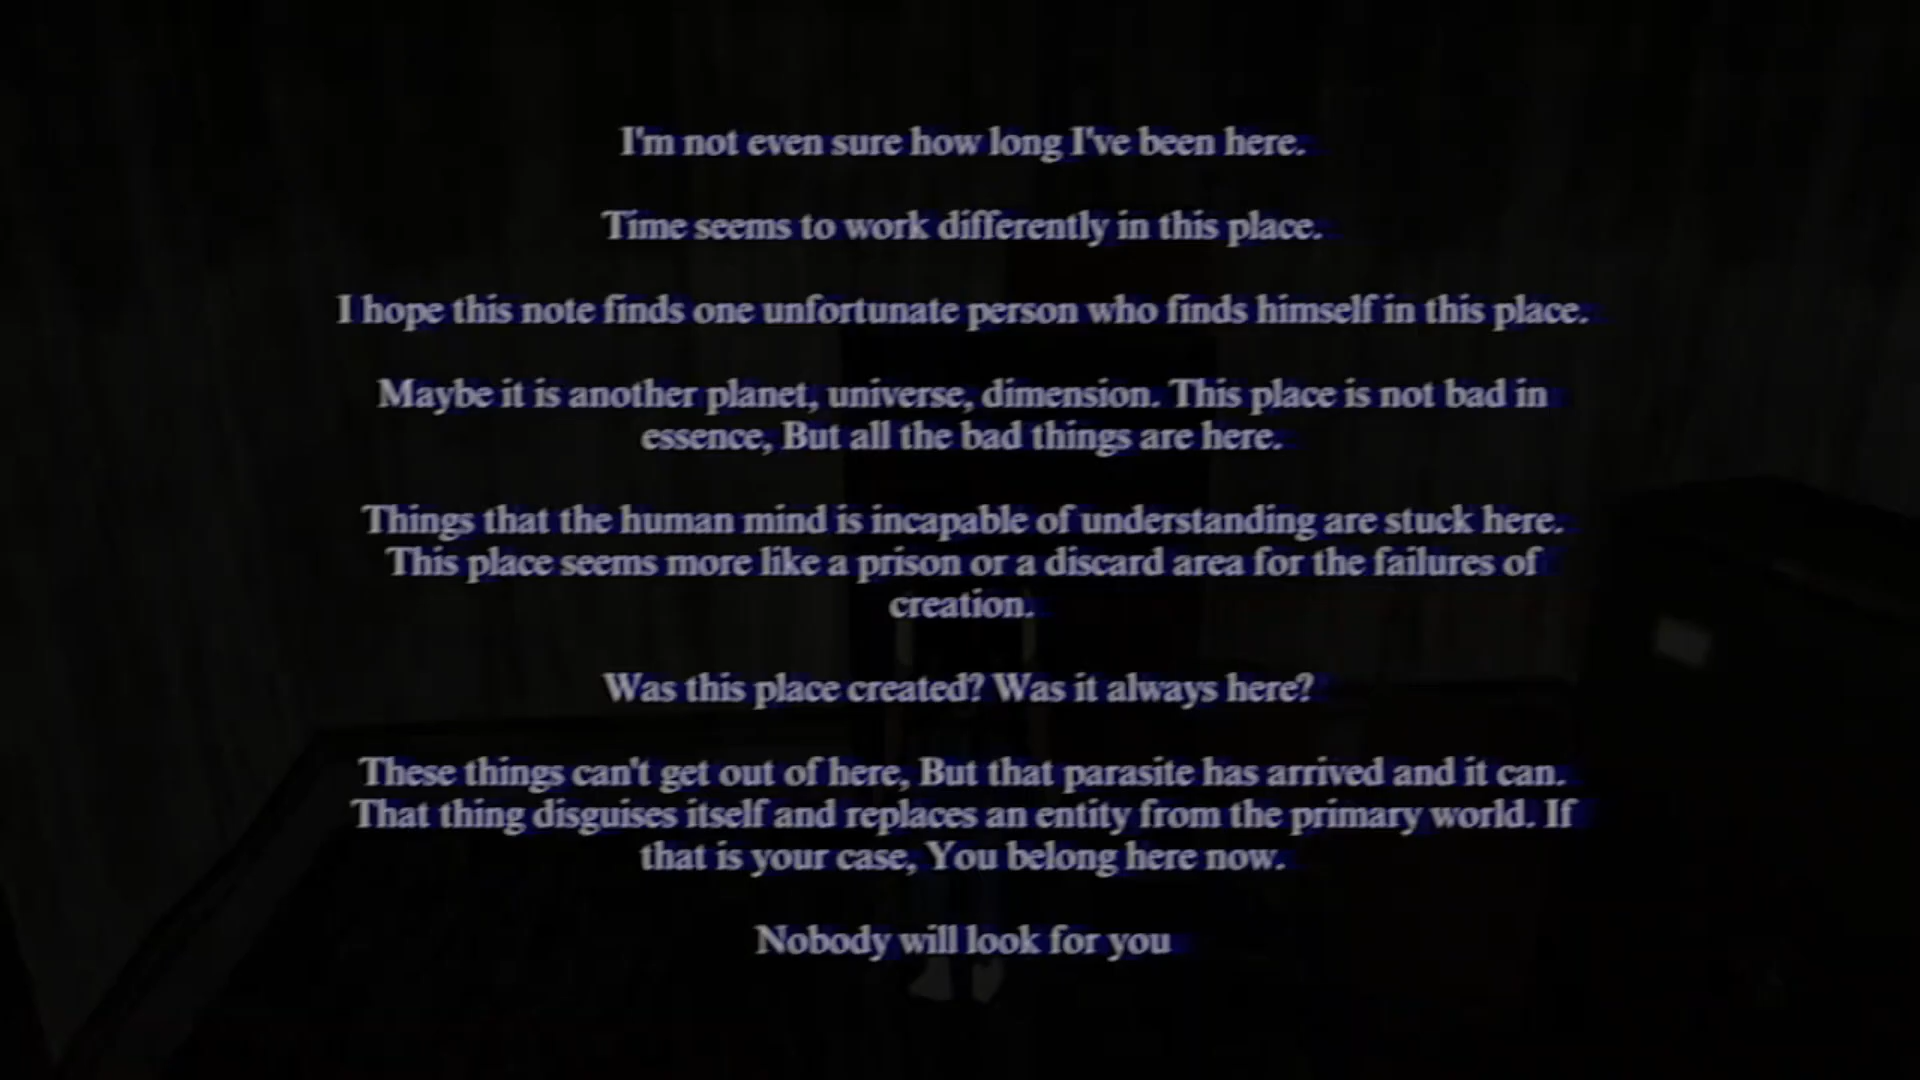 I'm not even sure how long I've been here.
Time seems to work differently in this place.
I hope this note finds one unfortunate person who finds himself in this place.
Maybe it is another planet, universe, dimension. This place is not bad in
essence, But all the bad things are here.
Things that the human mind is incapable of understanding are stuck here.
This place seems more like a prison or a discard area for the failures of
creation.
Was this place created? Was it always here?
These things can't get out of here, But that parasite has arrived and it can.
That thing disguises itself and replaces an entity from the primary world. If
that is your case, You belong here now.
Nobody will look for you